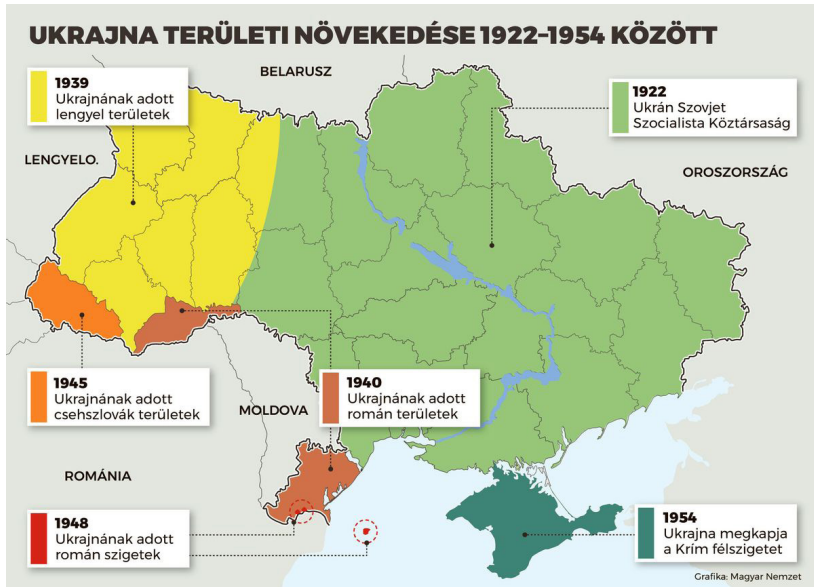 UKRAJNA TERÜLETI NÖVEKEDÉSE 1922–1954 KÖZÖTT
BELARUSZ
1939
Ukrajnának adott
lengyel területek
1922
Ukrán Szovjet
Szocialista Köztársaság
LENGYELO.
OROSZORSZÁG
1945
Ukrajnának adott
csehszlovák területek
MOLDOVA
1940
Ukrajnának adott
román területek
ROMÁNIA
1948
Ukrajnának adott
román szigetek
1954
Ukrajna megkapja
a Krím félszigetet
Grafika: Magyar Nemzet